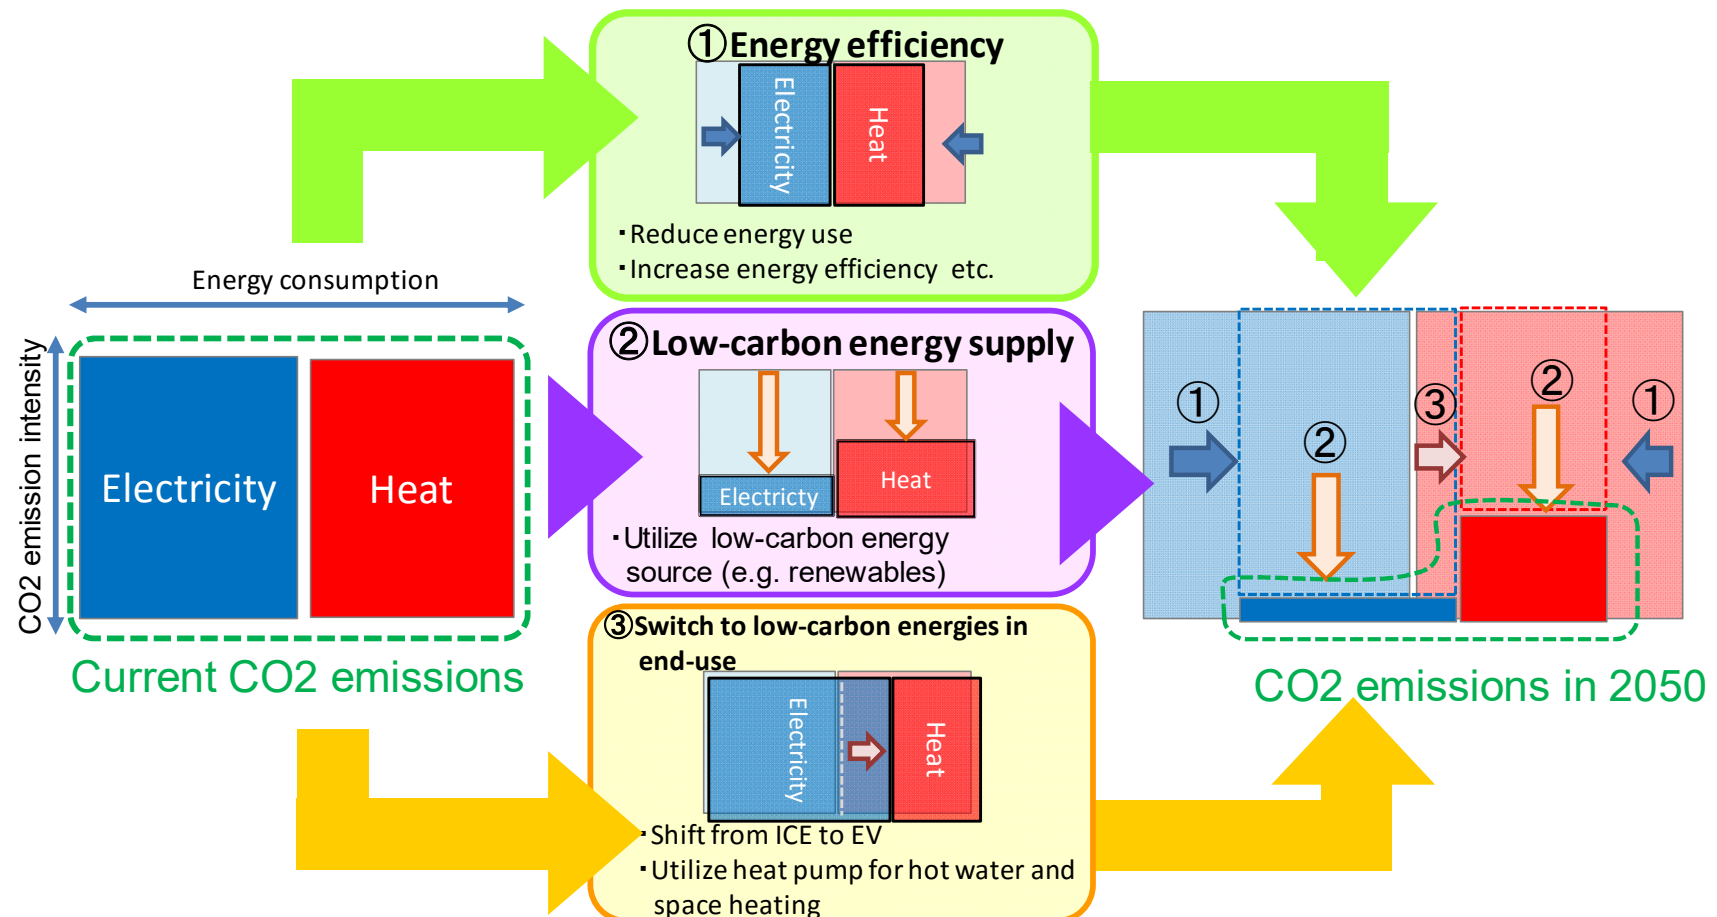 ①Energy efficiency
Electricity
Heat
・Reduce energy use
・Increase energy efficiency etc.
Energy consumption
CO2 emission intensity
Electricity
Heat
Current CO2 emissions
②Low-carbon energy supply
Electricty
Heat
・Utilize low-carbon energy
source (e.g. renewables)
③Switch to low-carbon energies in
end-use
Electricity
Heat
・Shift from ICE to EV
・Utilize heat pump for hot water and
space heating
①
②
③
②
①
CO2 emissions in 2050